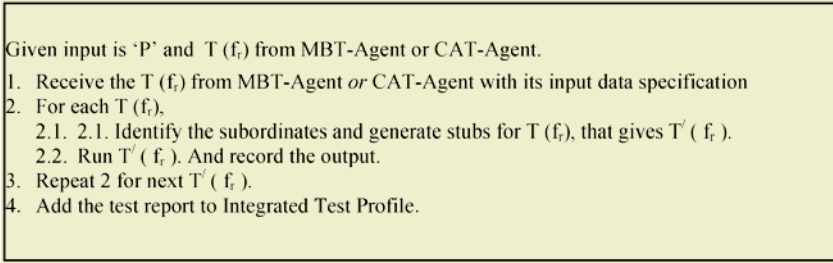 Given input is ‘P’ and T (fr) from MBT-Agent or CAT-Agent.
1. Receive the T (fr) from MBT-Agent or CAT-Agent with its input data specification
2. For each T (fr),
2.1. 2.1. Identify the subordinates and generate stubs for T (fr), that gives T′ ( fr ).
2.2. Run T′ ( fr ). And record the output.
3. Repeat 2 for next T′ ( fr ).
4. Add the test report to Integrated Test Profile.